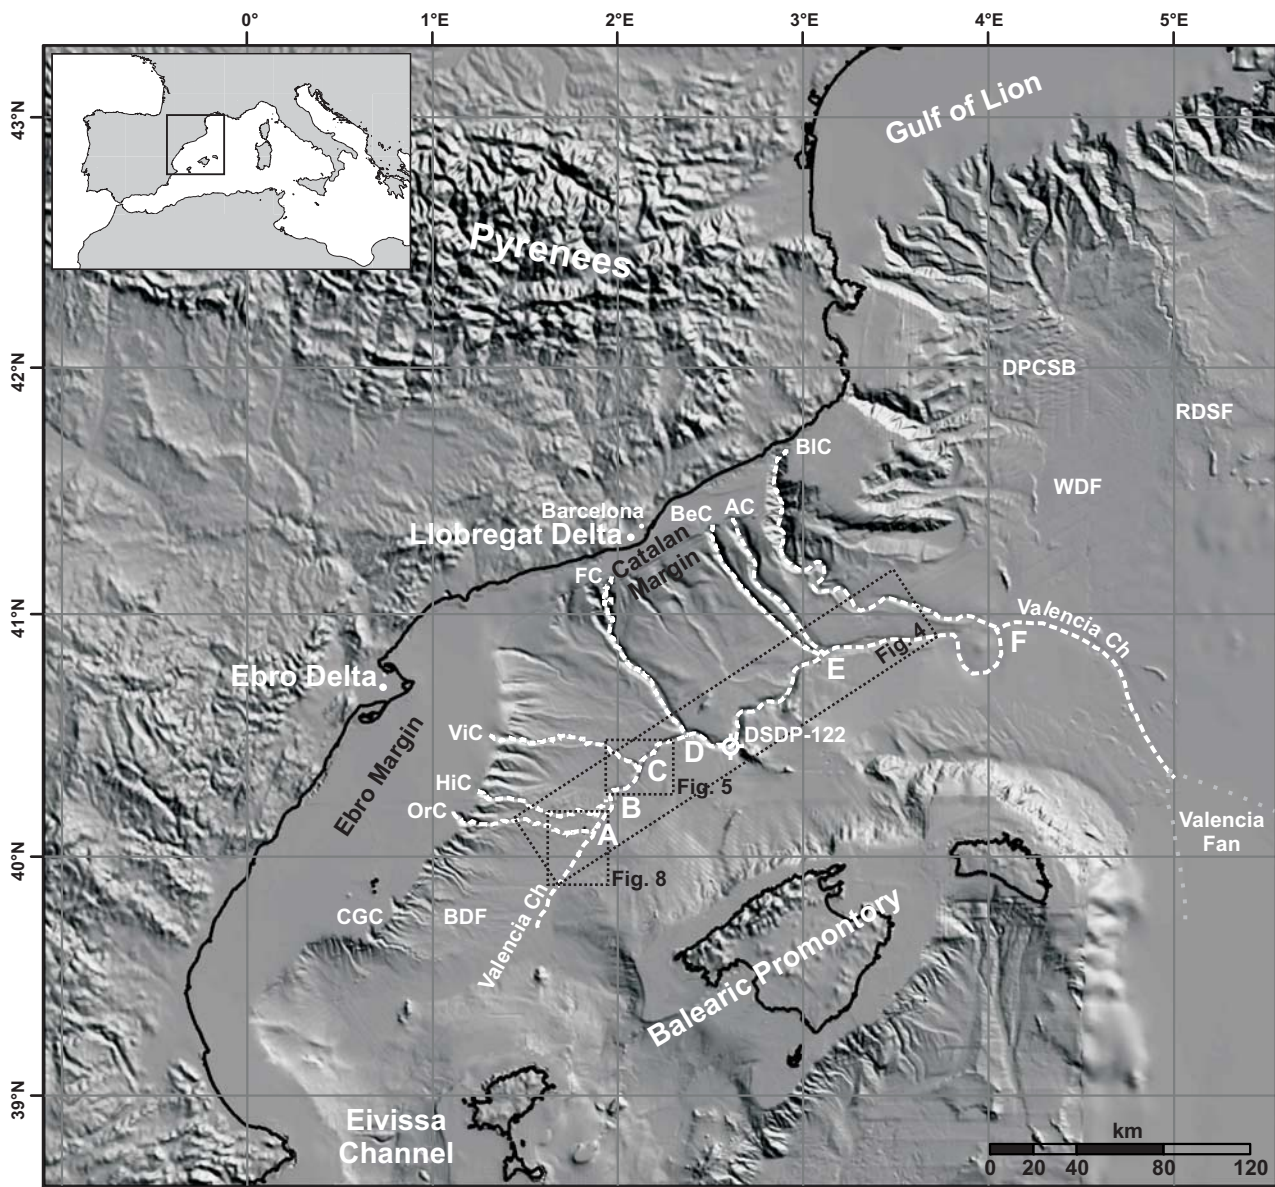 0°
1°E
2°E
3°E
4°E
5°E
43°N
42°N
41°N
40°N
39°N
Gulf of Lion
Pyrenees
DPCSB
RDSF
WDF
BIC
Barcelona
BeC
AC
Llobregat Delta
Catalan
Margin
FC
Valencia Ch
Fig. 4
F
E
Ebro Delta
Ebro Margin
ViC
D
DSDP-122
C
Fig. 5
HiC
B
OrC
A
Valencia
Fan
Fig. 8
CGC
BDF
Valencia Ch
Balearic Promontory
Eivissa
Channel
km
0 20 40 80 120